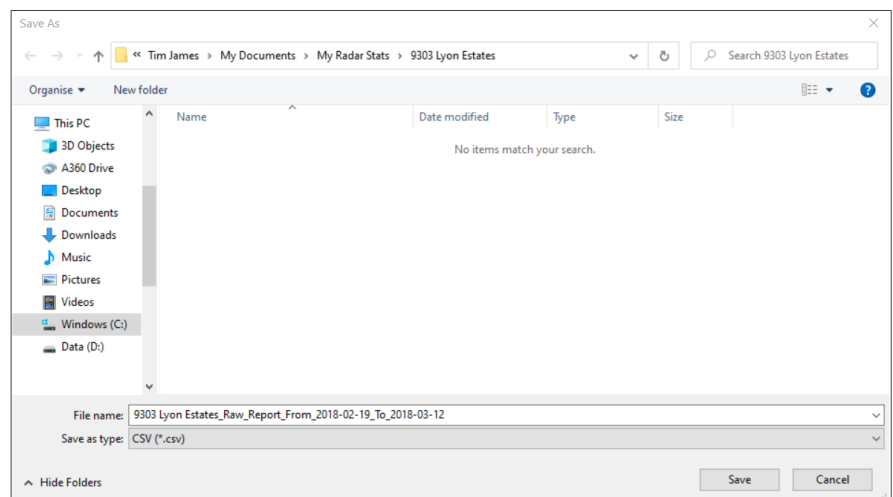 Save As
« Tim James › My Documents › My Radar Stats › 9303 Lyon Estates
Search 9303 Lyon Estates
Organise
New folder
Name
Date modified
Type
Size
No items match your search.
This PC
3D Objects
A360 Drive
Desktop
Documents
Downloads
Music
Pictures
Videos
Windows (C:)
Data (D:)
File name: 9303 Lyon Estates_Raw_Report_From_2018-02-19_To_2018-03-12
Save as type: CSV (*.csv)
Hide Folders
Save
Cancel